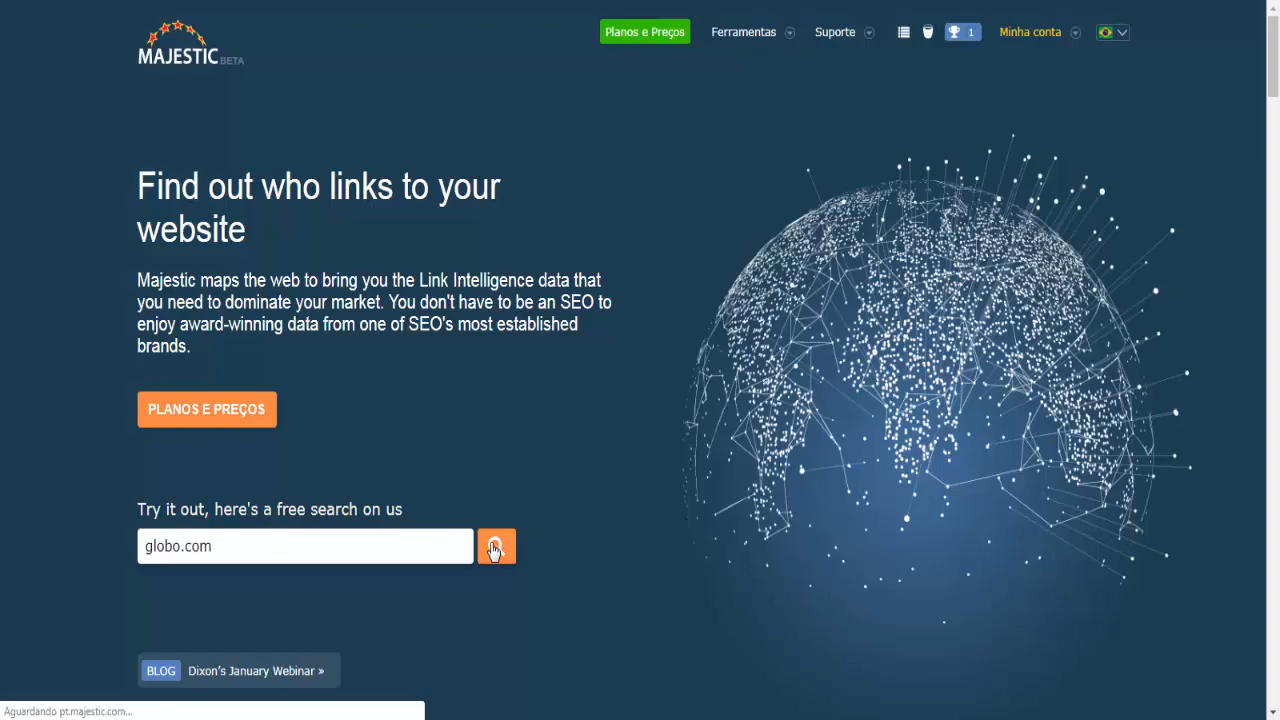 MAJESTIC BETA
Planos e Preços
Ferramentas
Suporte
1
Minha conta
Find out who links to your
website
Majestic maps the web to bring you the Link Intelligence data that
you need to dominate your market. You don't have to be an SEO to
enjoy award-winning data from one of SEO's most established
brands.
PLANOS E PREÇOS
Try it out, here's a free search on us
globo.com
BLOG Dixon's January Webinar »
Aguardando pt.majestic.com...